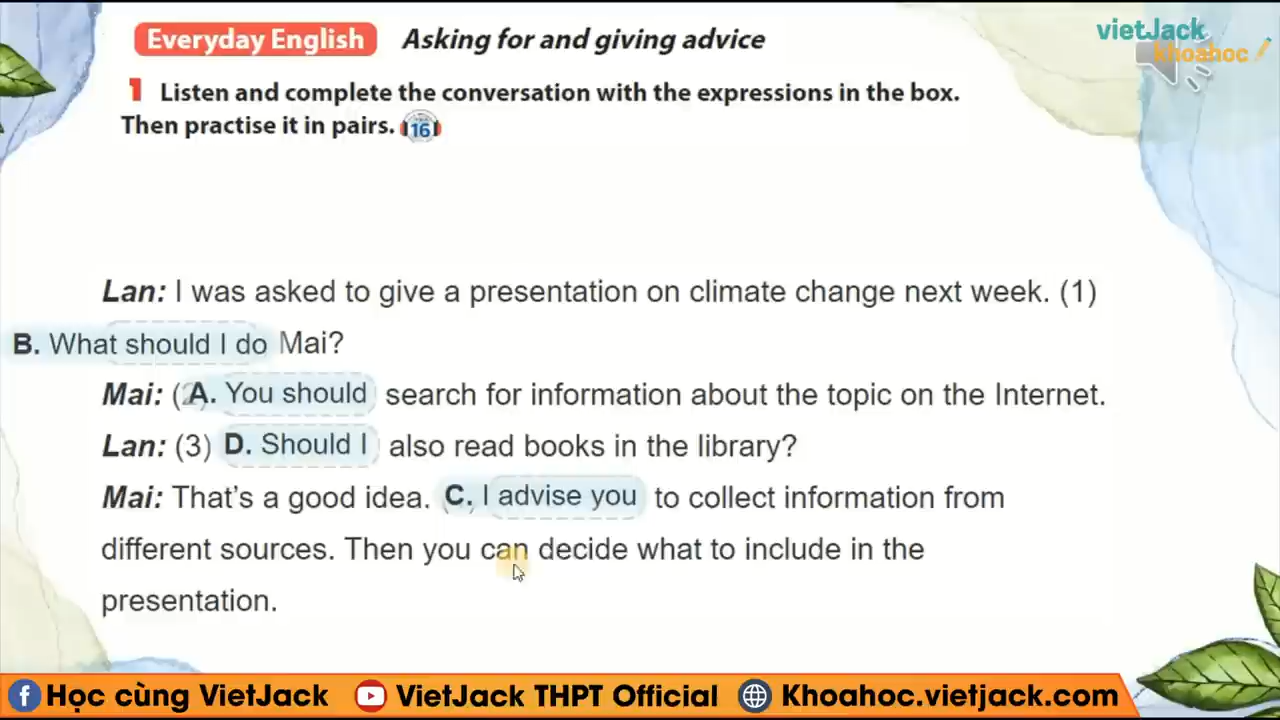 Everyday English Asking for and giving advice
vietJack
khoahoc
1 Listen and complete the conversation with the expressions in the box.
Then practise it in pairs. 16
Lan: I was asked to give a presentation on climate change next week. (1)
B. What should I do Mai?
Mai: (2 A. You should search for information about the topic on the Internet.
Lan: (3) D. Should I also read books in the library?
Mai: That's a good idea. C. I advise you to collect information from
different sources. Then you can decide what to include in the
presentation.
Học cùng VietJack VietJack THPT Official Khoahoc.vietjack.com